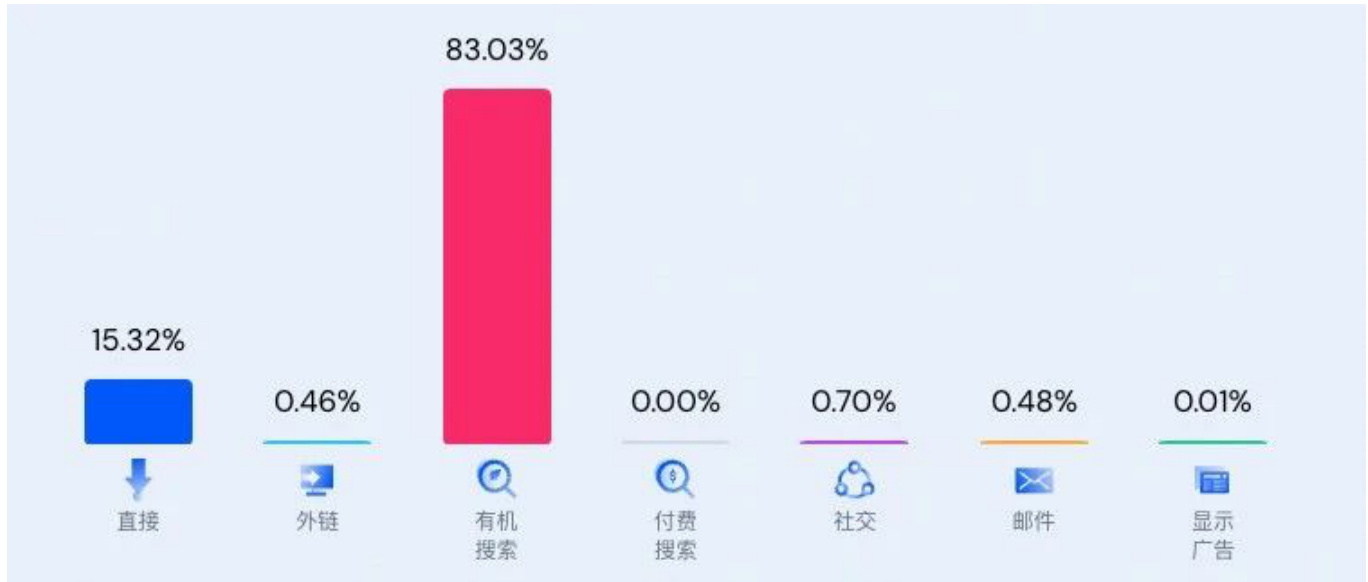 83.03%
15.32%
0.46%
0.00%
0.70%
0.48%
0.01%
直接
外链
有机
搜索
付费
搜索
社交
邮件
显示
广告